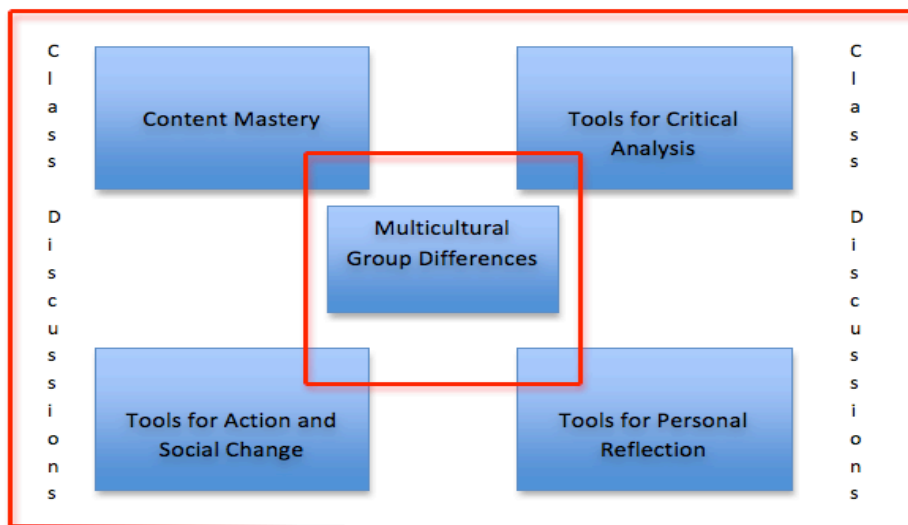 Class Discussions
Content Mastery
Tools for Critical
Analysis
Multicultural
Group Differences
Tools for Action and
Social Change
Tools for Personal
Reflection
Class Discussions